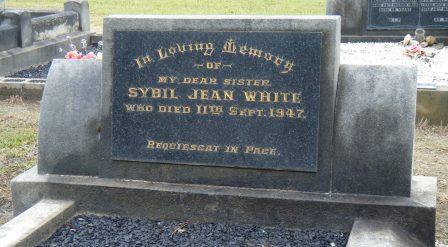 In Loving Memory
- OF -
MY DEAR SISTER
SYBIL JEAN WHITE
WHO DIED 11TH SEPT. 1947.
REQUIESCAT IN PACE.